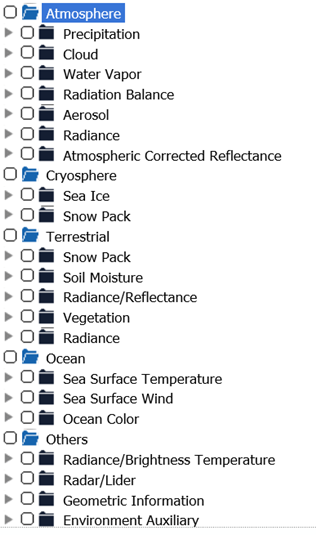 Atmosphere
Precipitation
Cloud
Water Vapor
Radiation Balance
Aerosol
Radiance
Atmospheric Corrected Reflectance
Cryosphere
Sea Ice
Snow Pack
Terrestrial
Snow Pack
Soil Moisture
Radiance/Reflectance
Vegetation
Radiance
Ocean
Sea Surface Temperature
Sea Surface Wind
Ocean Color
Others
Radiance/Brightness Temperature
Radar/Lider
Geometric Information
Environment Auxiliary